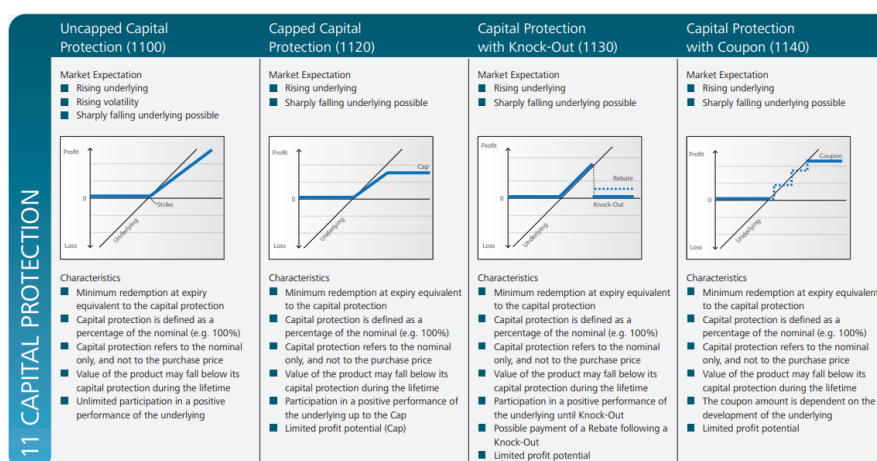 11 CAPITAL PROTECTION
Uncapped Capital
Protection (1100)
Market Expectation
Rising underlying
Rising volatility
Sharply falling underlying possible
Profit
0
Loss
Strike
Underlying
Characteristics
Minimum redemption at expiry
equivalent to the capital protection
Capital protection is defined as a
percentage of the nominal (e.g. 100%)
Capital protection refers to the nominal
only, and not to the purchase price
Value of the product may fall below its
capital protection during the lifetime
Unlimited participation in a positive
performance of the underlying
Capped Capital
Protection (1120)
Market Expectation
Rising underlying
Sharply falling underlying possible
Profit
Cap
0
Loss
Underlying
Characteristics
Minimum redemption at expiry equivalent
to the capital protection
Capital protection is defined as a
percentage of the nominal (e.g. 100%)
Capital protection refers to the nominal
only, and not to the purchase price
Value of the product may fall below its
capital protection during the lifetime
Participation in a positive performance of
the underlying up to the Cap
Limited profit potential (Cap)
Capital Protection
with Knock-Out (1130)
Market Expectation
Rising underlying
Sharply falling underlying possible
Profit
Rebate
0
Knock-Out
Loss
Underlying
Characteristics
Minimum redemption at expiry equivalent
to the capital protection
Capital protection is defined as a
percentage of the nominal (e.g. 100%)
Capital protection refers to the nominal
only, and not to the purchase price
Value of the product may fall below its
capital protection during the lifetime
Participation in a positive performance of
the underlying until Knock-Out
Possible payment of a Rebate following a
Knock-Out
Limited profit potential
Capital Protection
with Coupon (1140)
Market Expectation
Rising underlying
Sharply falling underlying possible
Profit
Coupon
0
Loss
Underlying
Characteristics
Minimum redemption at expiry equivalent
to the capital protection
Capital protection is defined as a
percentage of the nominal (e.g. 100%)
Capital protection refers to the nominal
only, and not to the purchase price
Value of the product may fall below its
capital protection during the lifetime
The coupon amount is dependent on the
development of the underlying
Limited profit potential